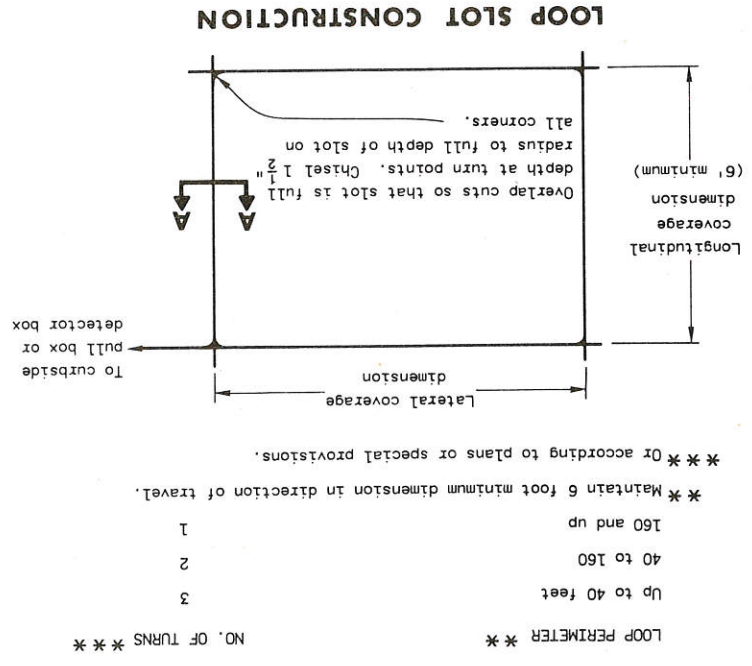 LOOP PERIMETER ** NO. OF TURNS ***
Up to 40 feet 3
40 to 160 2
160 and up 1
** Maintain 6 foot minimum dimension in direction of travel.
*** Or according to plans or special provisions.
Lateral coverage
dimension
To curbside
pull box or
detector box
Longitudinal
coverage
dimension
(6' minimum)
A A
Overlap cuts so that slot is full
depth at turn points. Chisel 1 1/2"
radius to full depth of slot on
all corners.
LOOP SLOT CONSTRUCTION